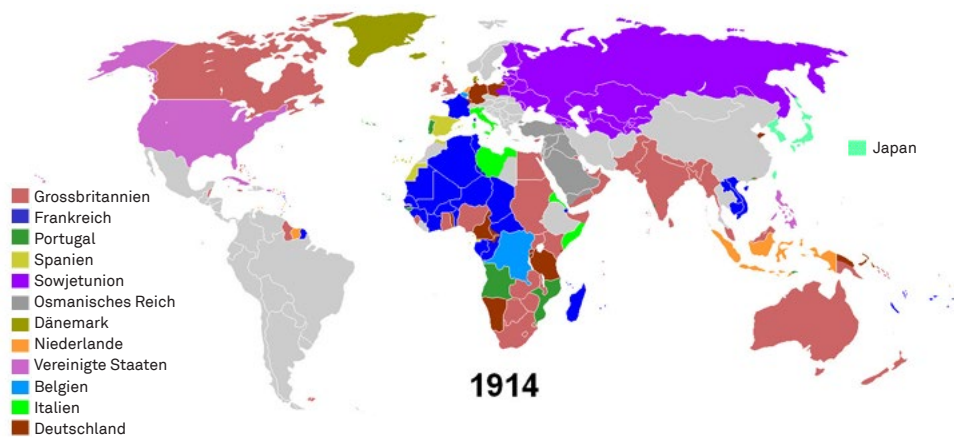 Japan
Grossbritannien
Frankreich
Portugal
Spanien
Sowjetunion
Osmanisches Reich
Dänemark
Niederlande
Vereinigte Staaten
Belgien
Italien
Deutschland
1914